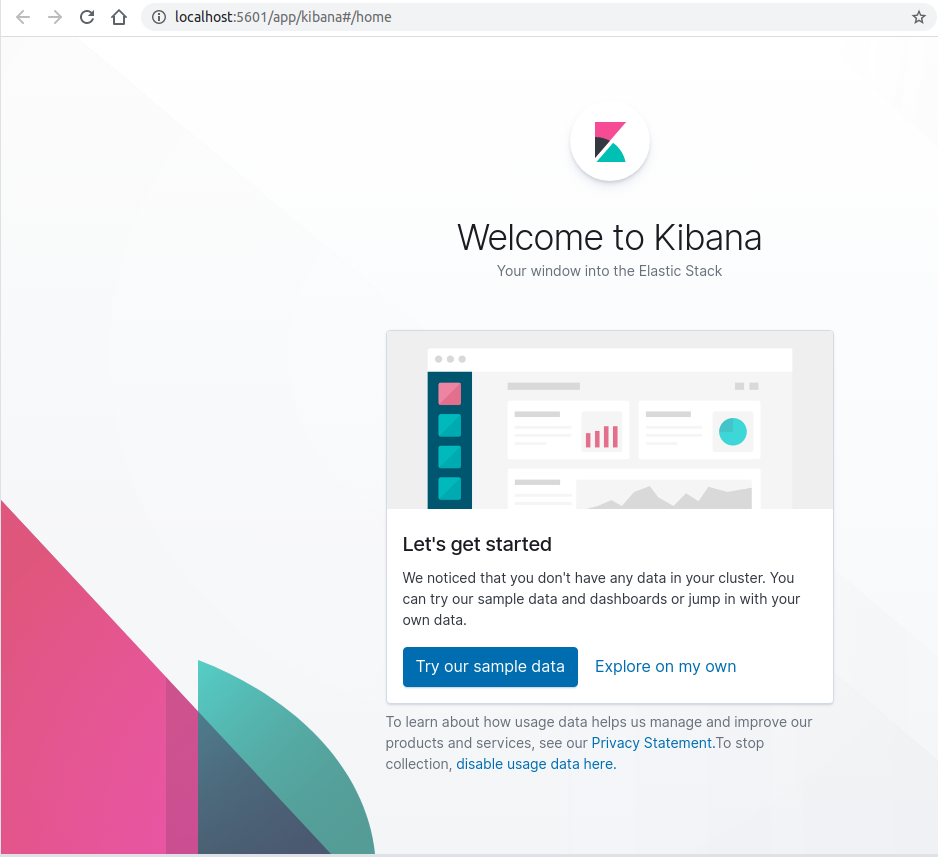 localhost:5601/app/kibana#/home
Welcome to Kibana
Your window into the Elastic Stack
Let's get started
We noticed that you don't have any data in your cluster. You
can try our sample data and dashboards or jump in with your
own data.
Try our sample data
Explore on my own
To learn about how usage data helps us manage and improve our
products and services, see our Privacy Statement.To stop
collection, disable usage data here.